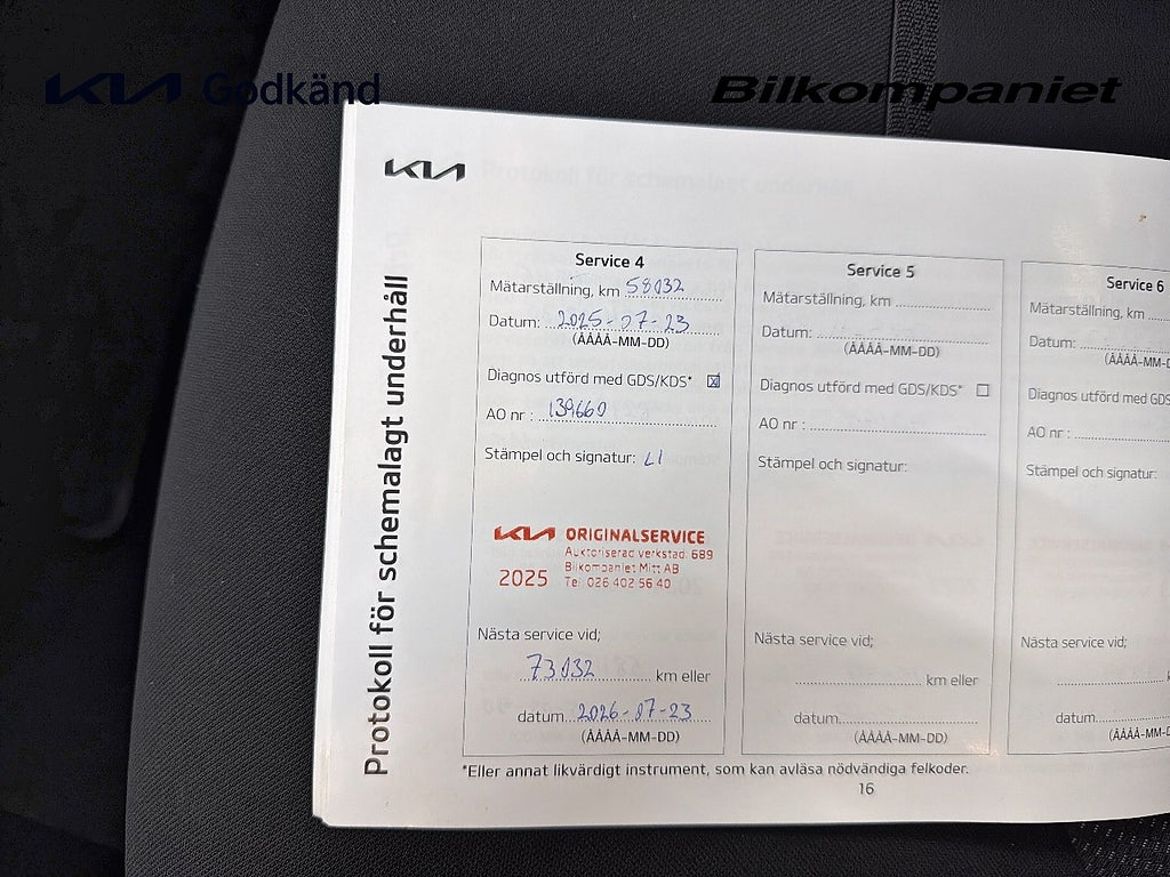 KIA Godkänd
Bilkompaniet
KIA
Protokoll för schemalagt underhåll
Service 4
Mätarställning, km 58032
Datum: 2025-07-23
(ÅÅÅÅ-MM-DD)
Diagnos utförd med GDS/KDS* ☒
AO nr : 139660
Stämpel och signatur: LI
KIA ORIGINALSERVICE
Auktoriserad verkstad: 689
Bilkompaniet Mitt AB
2025 Tel: 026 402 56 40
Nästa service vid;
73032 km eller
datum 2026-07-23
(ÅÅÅÅ-MM-DD)
Service 5
Mätarställning, km
Datum:
(ÅÅÅÅ-MM-DD)
Diagnos utförd med GDS/KDS* ☐
AO nr :
Stämpel och signatur:
Nästa service vid;
km eller
datum
(ÅÅÅÅ-MM-DD)
Service 6
Mätarställning, km
Datum:
(ÅÅÅÅ-MM-D
Diagnos utförd med GDS
AO nr :
Stämpel och signatur:
Nästa service vid;
datum
(ÅÅÅÅ-MM-D
*Eller annat likvärdigt instrument, som kan avläsa nödvändiga felkoder.
16